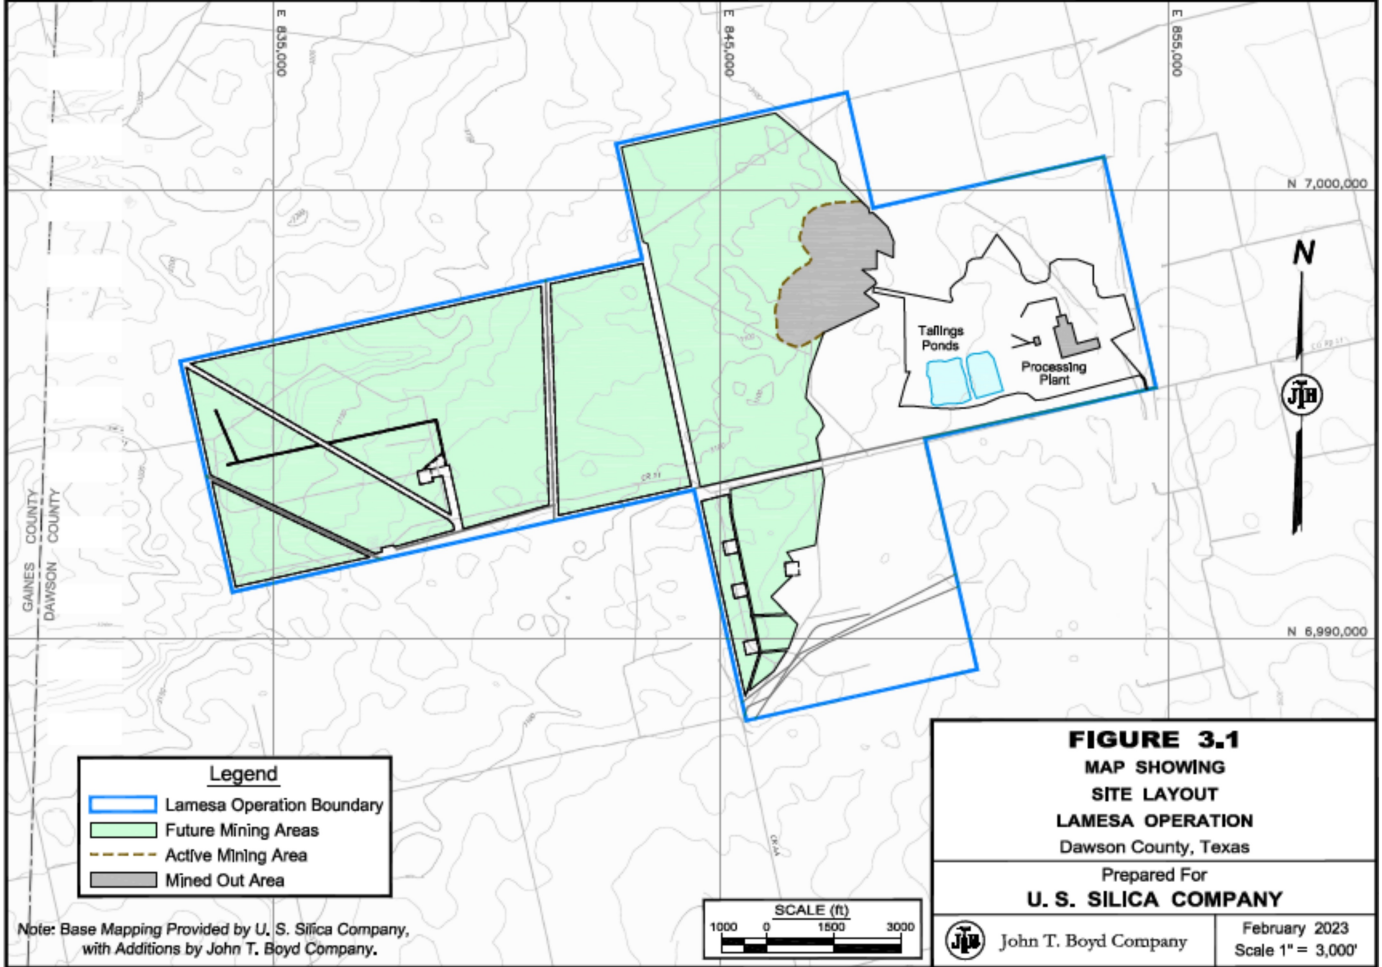 E 835,000
E 845,000
E 855,000
N 7,000,000
N
Tailings
Ponds
Processing
Plant
GAINES COUNTY
DAWSON COUNTY
N 6,990,000
Legend
Lamesa Operation Boundary
Future Mining Areas
Active Mining Area
Mined Out Area
Note: Base Mapping Provided by U. S. Silica Company,
with Additions by John T. Boyd Company.
SCALE (ft)
1000 0 1500 3000
FIGURE 3.1
MAP SHOWING
SITE LAYOUT
LAMESA OPERATION
Dawson County, Texas
Prepared For
U. S. SILICA COMPANY
John T. Boyd Company
February 2023
Scale 1" = 3,000'